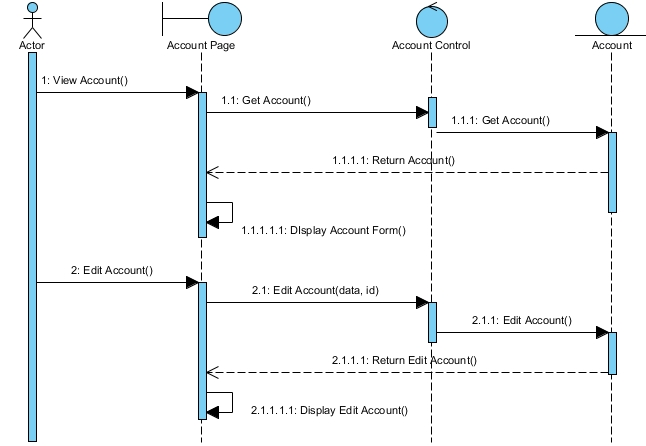 Actor
Account Page
Account Control
Account
1: View Account()
1.1: Get Account()
1.1.1: Get Account()
1.1.1.1: Return Account()
1.1.1.1.1: DIsplay Account Form()
2: Edit Account()
2.1: Edit Account(data, id)
2.1.1: Edit Account()
2.1.1.1: Return Edit Account()
2.1.1.1.1: Display Edit Account()